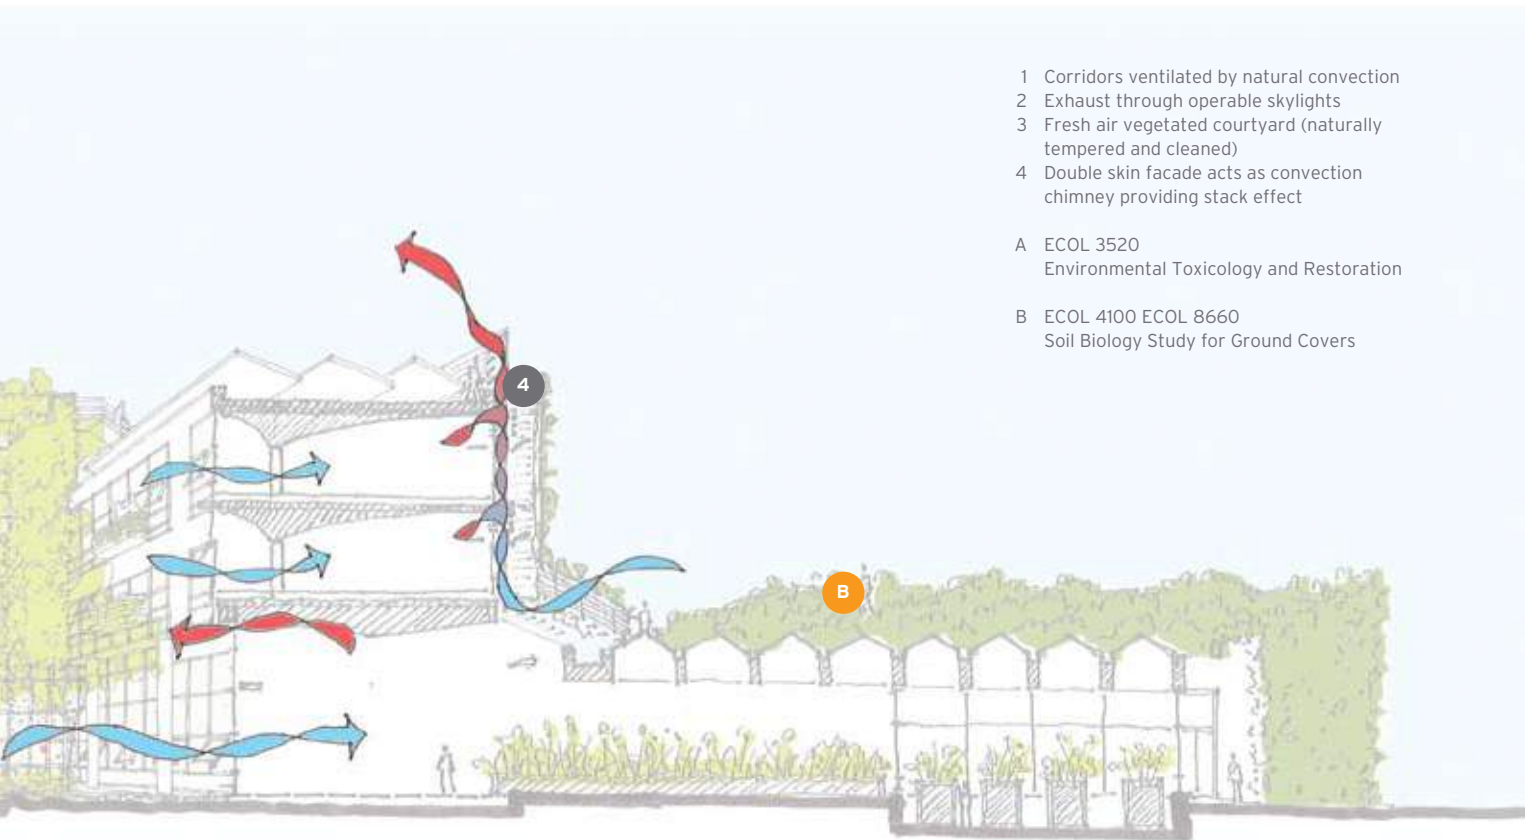 1 Corridors ventilated by natural convection
2 Exhaust through operable skylights
3 Fresh air vegetated courtyard (naturally
tempered and cleaned)
4 Double skin facade acts as convection
chimney providing stack effect
A ECOL 3520
Environmental Toxicology and Restoration
B ECOL 4100 ECOL 8660
Soil Biology Study for Ground Covers
4
B